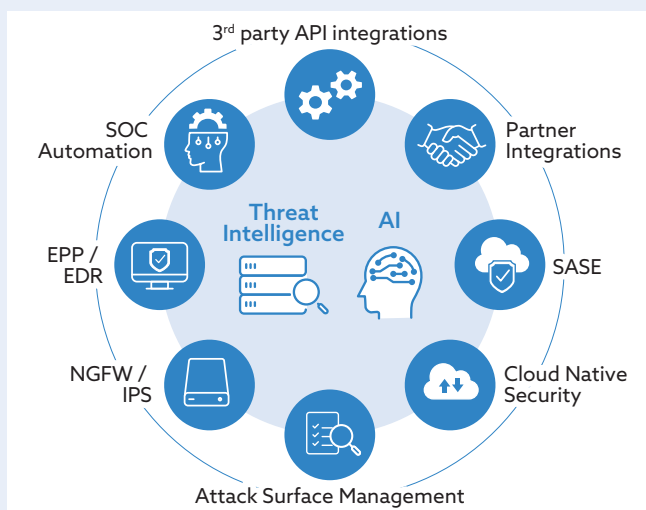 3rd party API integrations
SOC
Automation
Partner
Integrations
Threat
Intelligence
AI
EPP /
EDR
SASE
NGFW /
IPS
Cloud Native
Security
Attack Surface Management